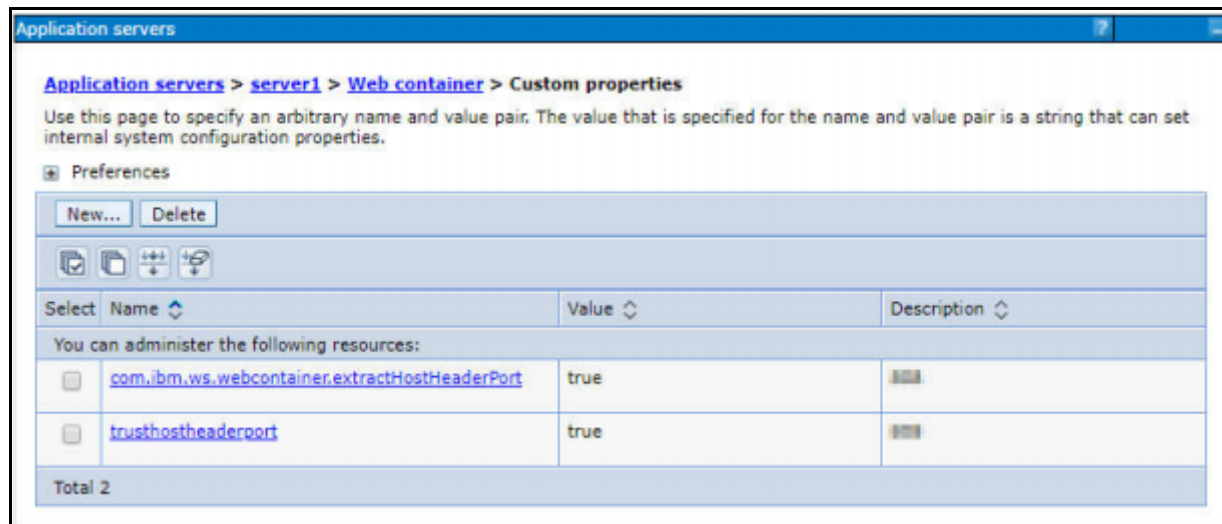 Application servers ?
Application servers > server1 > Web container > Custom properties
Use this page to specify an arbitrary name and value pair. The value that is specified for the name and value pair is a string that can set
internal system configuration properties.
Preferences
New... Delete
Select Name Value Description
You can administer the following resources:
com.ibm.ws.webcontainer.extractHostHeaderPort true
trusthostheaderport true
Total 2